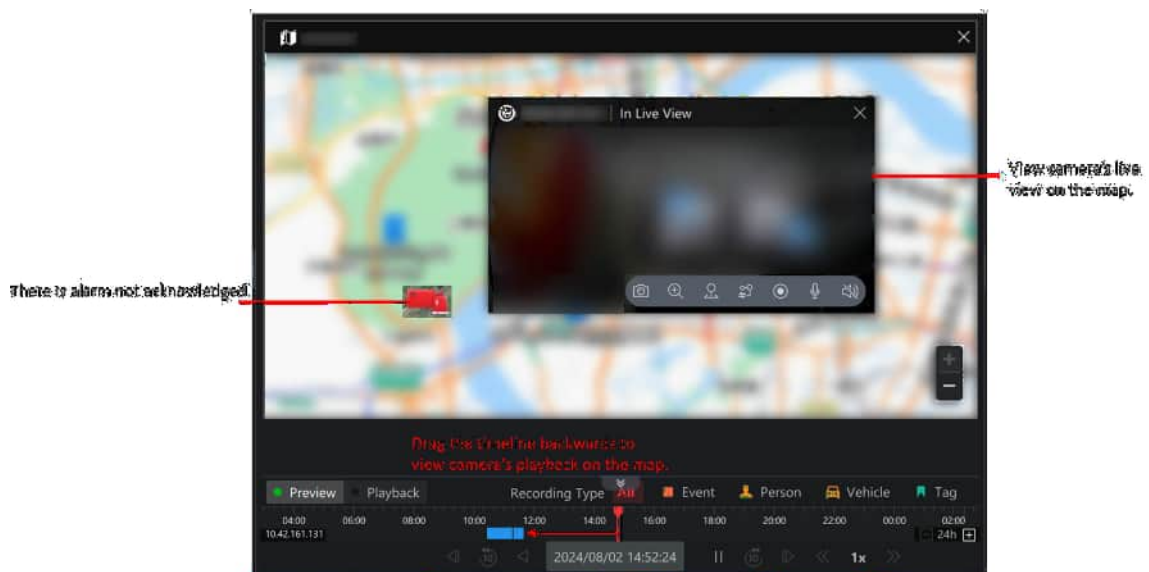 In Live View
View camera's live
view on the map.
There is alarm not acknowledged.
Drag the timeline backwards to
view camera's playback on the map.
Preview Playback Recording Type All Event Person Vehicle Tag
04:00 06:00 08:00 10:00 12:00 14:00 16:00 18:00 20:00 22:00 00:00 02:00
10.42.161.131 24h
2024/08/02 14:52:24 1x